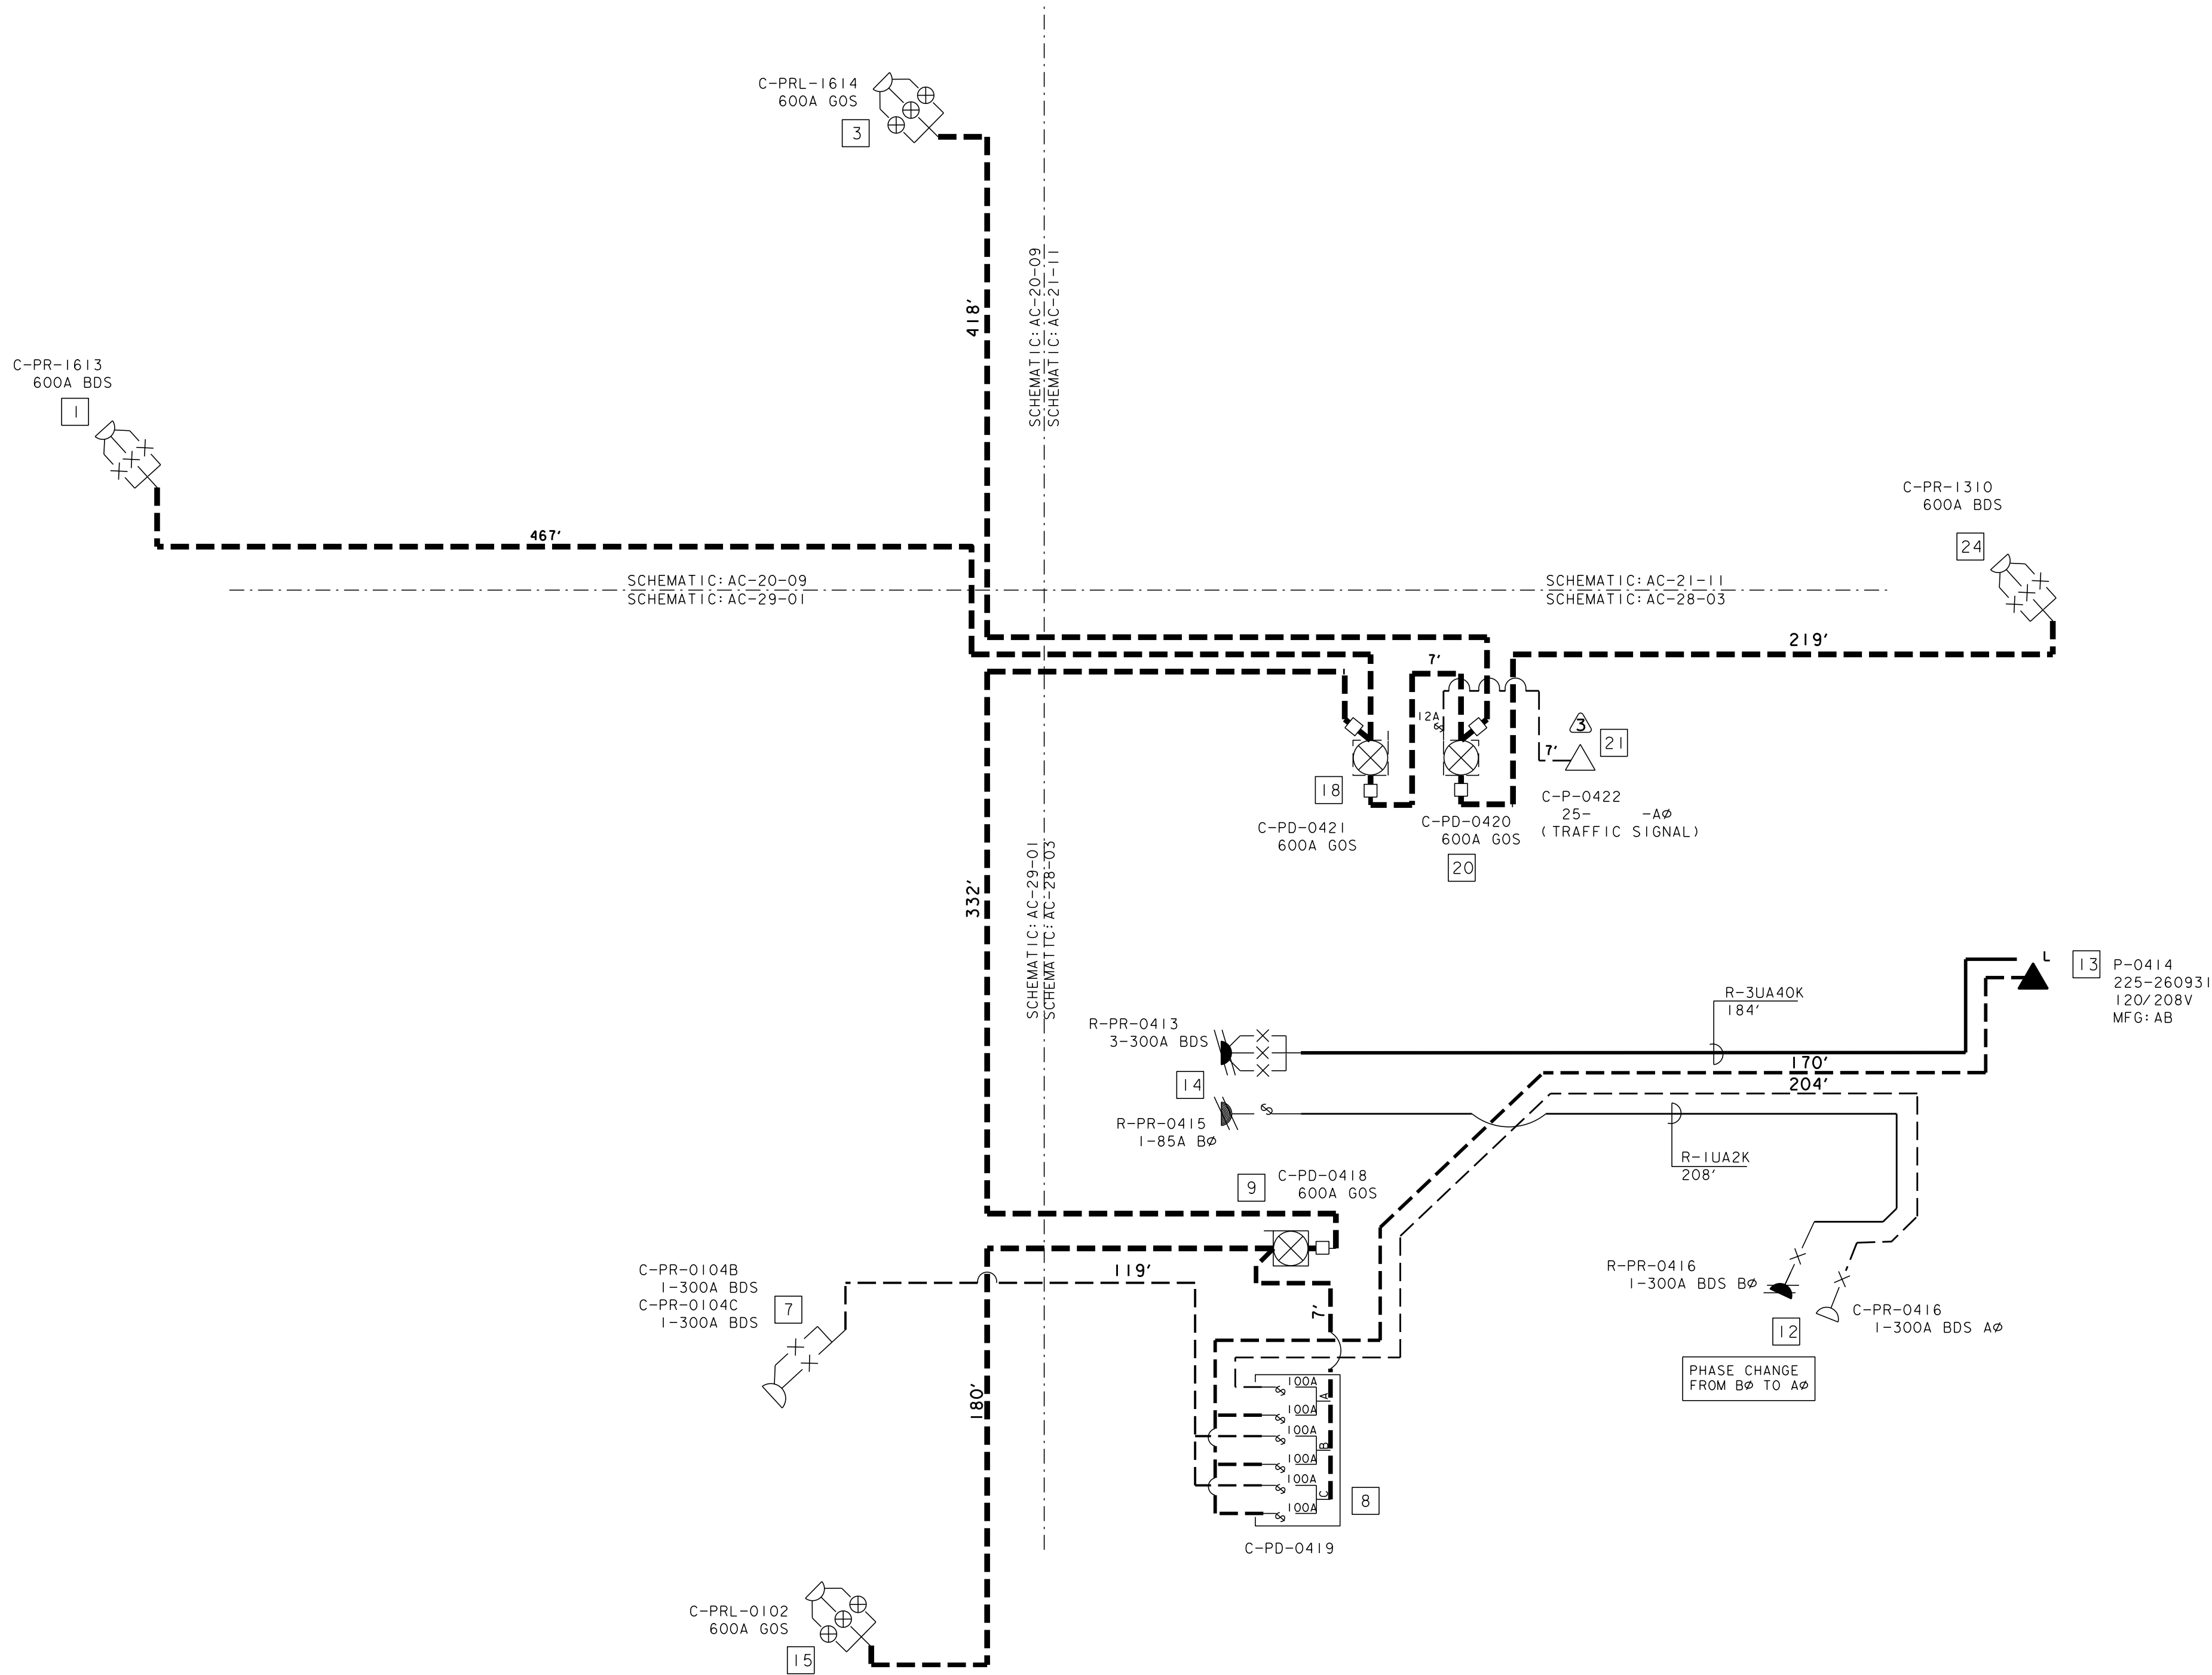 C-PRL-1614
600A GOS
3
418'
SCHEMATIC:AC-20-09
SCHEMATIC:AC-21-11
C-PR-1613
600A BDS
1
467'
SCHEMATIC:AC-20-09
SCHEMATIC:AC-29-01
C-PR-1310
600A BDS
24
SCHEMATIC:AC-21-11
SCHEMATIC:AC-28-03
219'
7'
12A
3
21
7'
18
C-PD-0421
600A GOS
C-PD-0420
600A GOS
20
C-P-0422
25- -AØ
(TRAFFIC SIGNAL)
332'
SCHEMATIC:AC-29-01
SCHEMATIC:AC-28-03
L
13
P-0414
225-260931
120/208V
MFG:AB
R-3UA40K
184'
R-PR-0413
3-300A BDS
14
170'
204'
R-PR-0415
1-85A BØ
R-1UA2K
208'
9
C-PD-0418
600A GOS
C-PR-0104B
1-300A BDS
C-PR-0104C
1-300A BDS
7
119'
7'
R-PR-0416
1-300A BDS BØ
12
C-PR-0416
1-300A BDS AØ
PHASE CHANGE
FROM BØ TO AØ
180'
100A
A
100A
100A
B
100A
100A
C
100A
8
C-PD-0419
C-PRL-0102
600A GOS
15